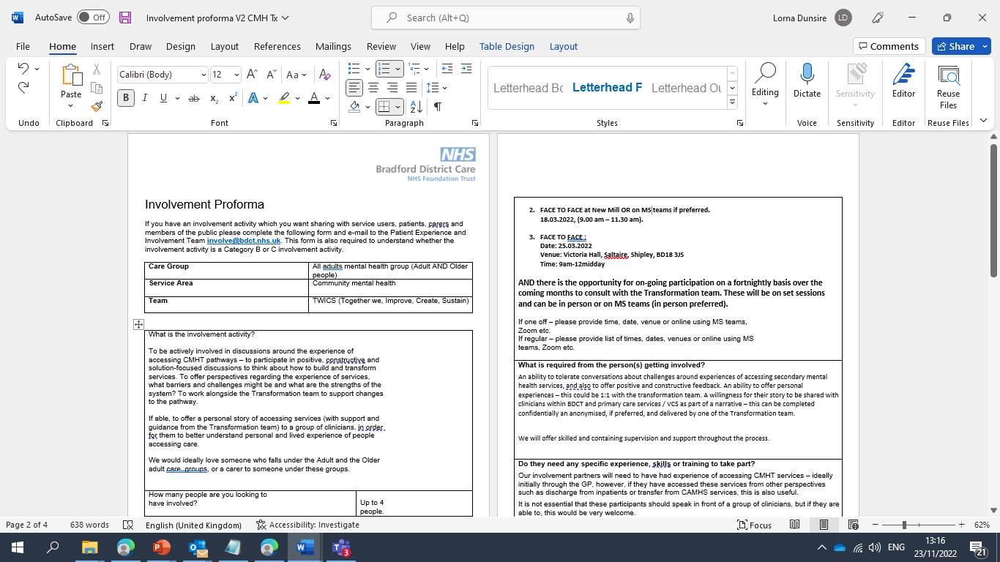 AutoSave Off Involvement proforma V2 CMH Tx Search (Alt+Q) Lorna Dunsire LD
File Home Insert Draw Design Layout References Mailings Review View Help Table Design Layout Comments Share
Calibri (Body) 12 Aa
Paste B I U ab x₂ x² A A
Letterhead Bc Letterhead F Letterhead Ou
Editing Dictate Sensitivity Editor Reuse Files
Undo Clipboard Font Paragraph Styles Voice Sensitivity Editor Reuse Files
NHS
Bradford District Care
NHS Foundation Trust
Involvement Proforma
If you have an involvement activity which you want sharing with service users, patients, carers and
members of the public please complete the following form and e-mail to the Patient Experience and
Involvement Team involve@bdct.nhs.uk. This form is also required to understand whether the
involvement activity is a Category B or C involvement activity.
Care Group All adults mental health group (Adult AND Older
people)
Service Area Community mental health
Team TWICS (Together we, Improve, Create, Sustain)
What is the involvement activity?
To be actively involved in discussions around the experience of
accessing CMHT pathways – to participate in positive, constructive and
solution-focused discussions to think about how to build and transform
services. To offer perspectives regarding the experience of services,
what barriers and challenges might be and what are the strengths of the
system? To work alongside the Transformation team to support changes
to the pathway.
If able, to offer a personal story of accessing services (with support and
guidance from the Transformation team) to a group of clinicians, in order
for them to better understand personal and lived experience of people
accessing care.
We would ideally love someone who falls under the Adult and the Older
adult care groups, or a carer to someone under these groups.
How many people are you looking to
have involved?
Up to 4
people.
2. FACE TO FACE at New Mill OR on MS teams if preferred.
18.03.2022, (9.00 am – 11.30 am).
3. FACE TO FACE :
Date: 25.03.2022
Venue: Victoria Hall, Saltaire, Shipley, BD18 3JS
Time: 9am-12midday
AND there is the opportunity for on-going participation on a fortnightly basis over the
coming months to consult with the Transformation team. These will be on set sessions
and can be in person or on MS teams (in person preferred).
If one off – please provide time, date, venue or online using MS teams,
Zoom etc.
If regular – please provide list of times, dates, venues or online using MS
teams, Zoom etc.
What is required from the person(s) getting involved?
An ability to tolerate conversations about challenges around experiences of accessing secondary mental
health services, and also to offer positive and constructive feedback. An ability to offer personal
experiences – this could be 1:1 with the transformation team. A willingness for their story to be shared with
clinicians within BDCT and primary care services / VCS as part of a narrative – this can be completed
confidentially an anonymised, if preferred, and delivered by one of the Transformation team.
We will offer skilled and containing supervision and support throughout the process.
Do they need any specific experience, skills or training to take part?
Our involvement partners will need to have had experience of accessing CMHT services – ideally
initially through the GP, however, if they have accessed these services from other perspectives
such as discharge from inpatients or transfer from CAMHS services, this is also useful.
It is not essential that these participants should speak in front of a group of clinicians, but if they are
able to, this would be very welcome.
Page 2 of 4 638 words English (United Kingdom) Accessibility: Investigate Focus 62%
3 ENG 13:16
23/11/2022 21